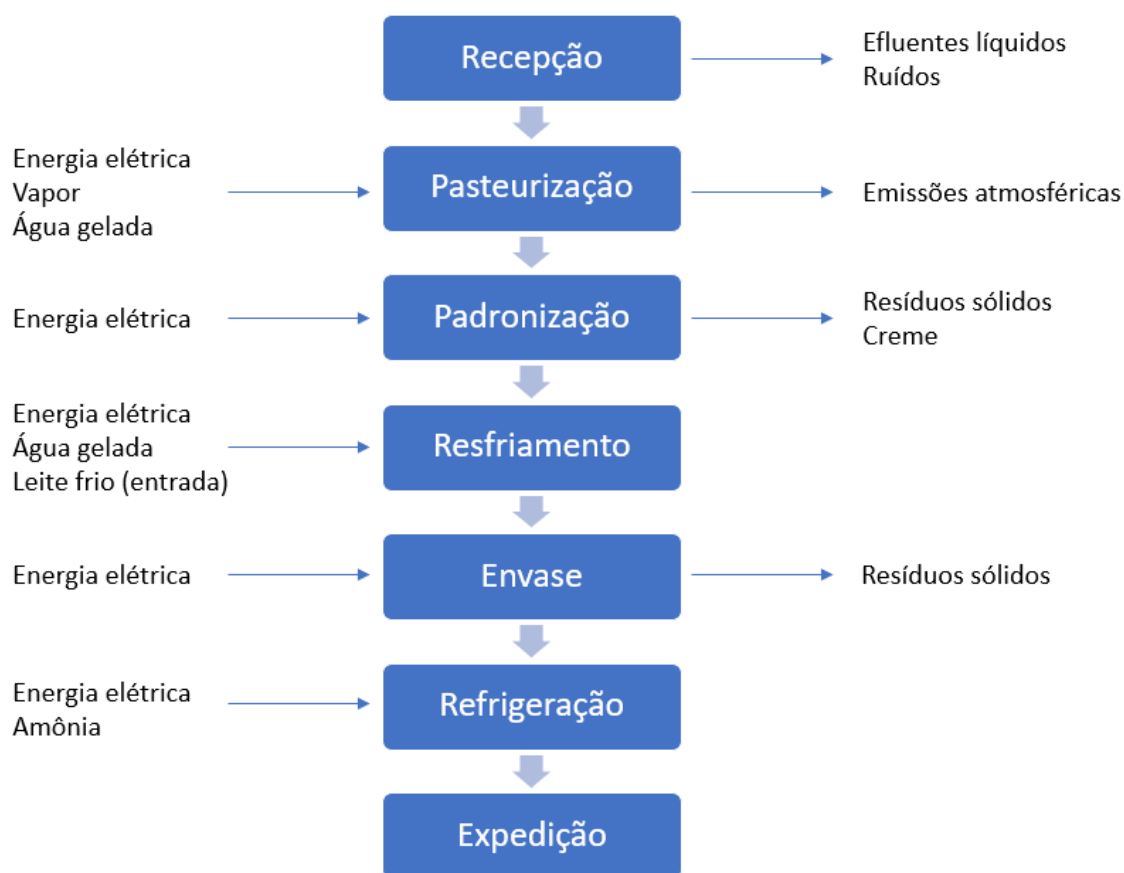 Recepção
Efluentes líquidos
Ruídos
Energia elétrica
Vapor
Água gelada
Pasteurização
Emissões atmosféricas
Energia elétrica
Padronização
Resíduos sólidos
Creme
Energia elétrica
Água gelada
Leite frio (entrada)
Resfriamento
Energia elétrica
Envase
Resíduos sólidos
Energia elétrica
Amônia
Refrigeração
Expedição